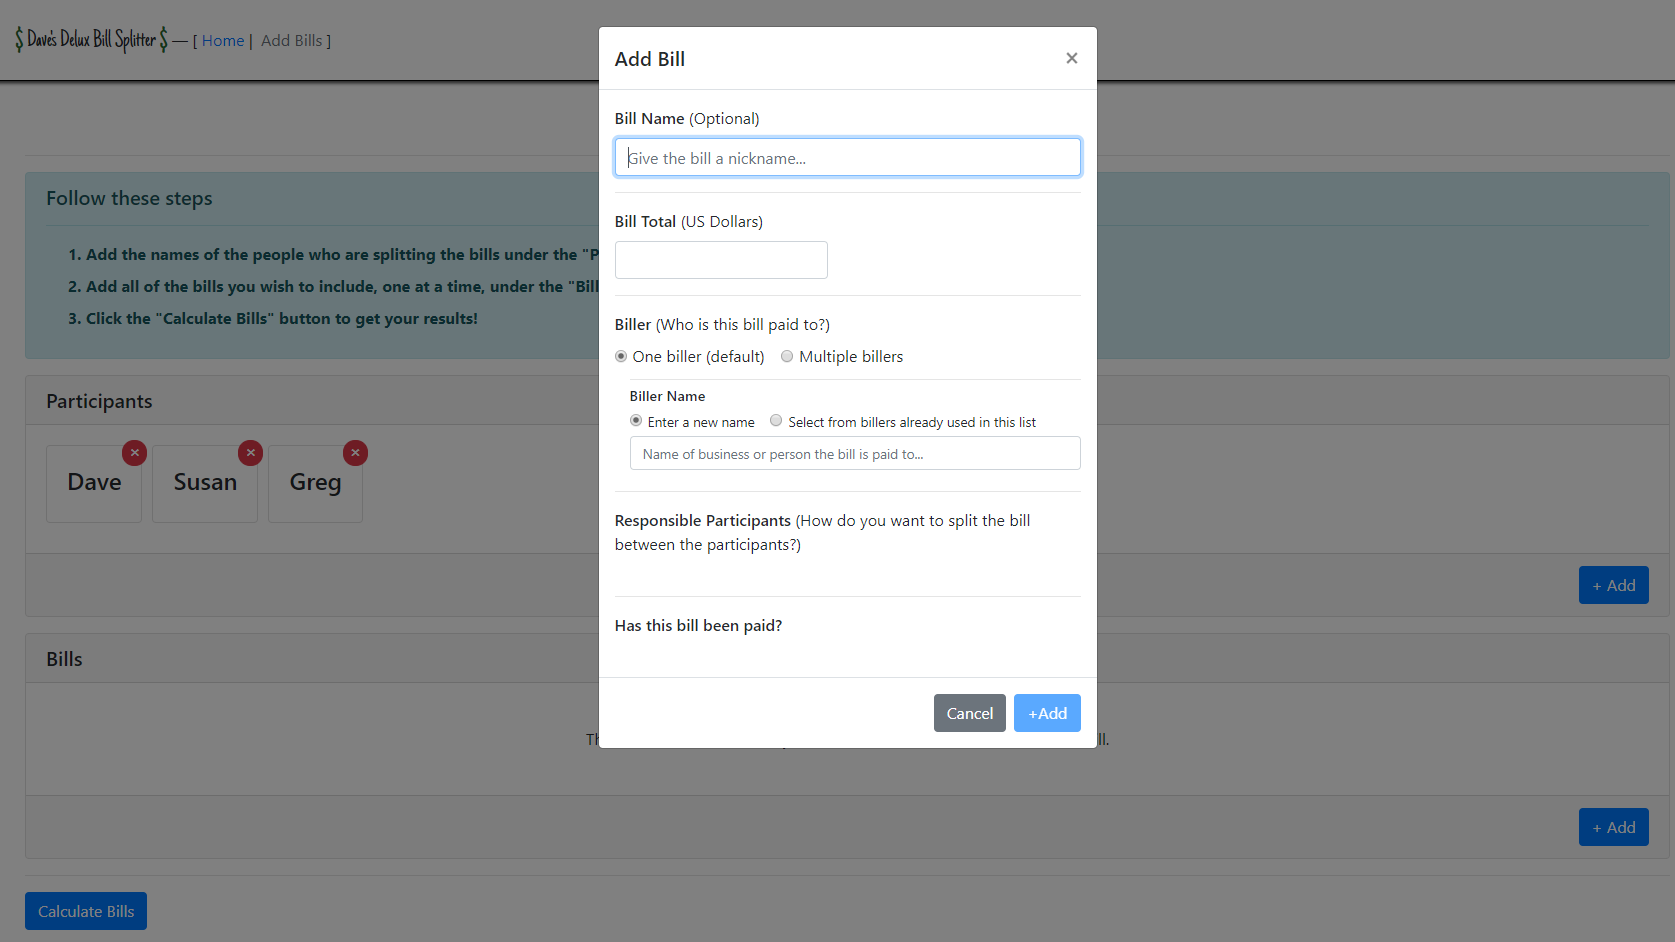 $ Dave's Delux Bill Splitter $ — [ Home | Add Bills ]
Add Bill
×
Bill Name (Optional)
Give the bill a nickname...
Bill Total (US Dollars)
Biller (Who is this bill paid to?)
One biller (default) Multiple billers
Biller Name
Enter a new name Select from billers already used in this list
Name of business or person the bill is paid to...
Responsible Participants (How do you want to split the bill
between the participants?)
Has this bill been paid?
Cancel +Add
Follow these steps
1. Add the names of the people who are splitting the bills under the "P
2. Add all of the bills you wish to include, one at a time, under the "Bill
3. Click the "Calculate Bills" button to get your results!
Participants
× × ×
Dave Susan Greg
+ Add
Bills
ll.
+ Add
Calculate Bills